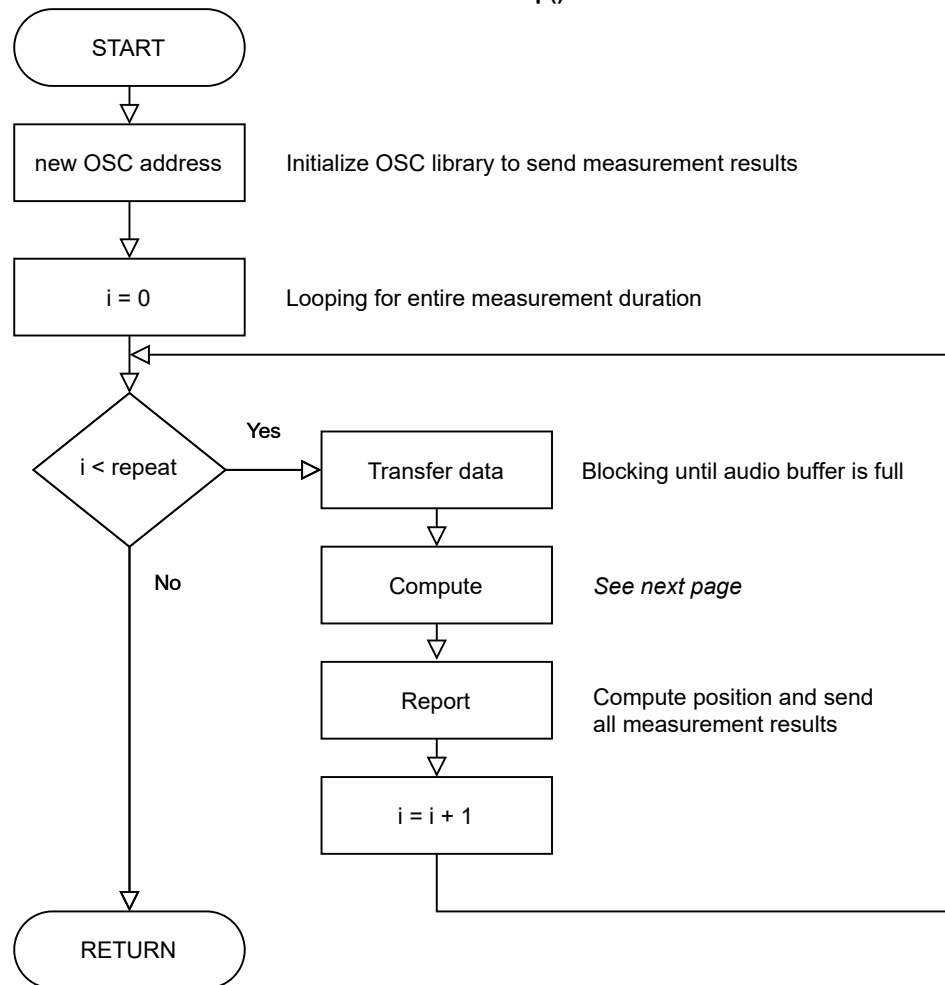 START
new OSC address
Initialize OSC library to send measurement results
i = 0
Looping for entire measurement duration
i < repeat
Yes
Transfer data
Blocking until audio buffer is full
No
Compute
See next page
Report
Compute position and send
all measurement results
i = i + 1
RETURN